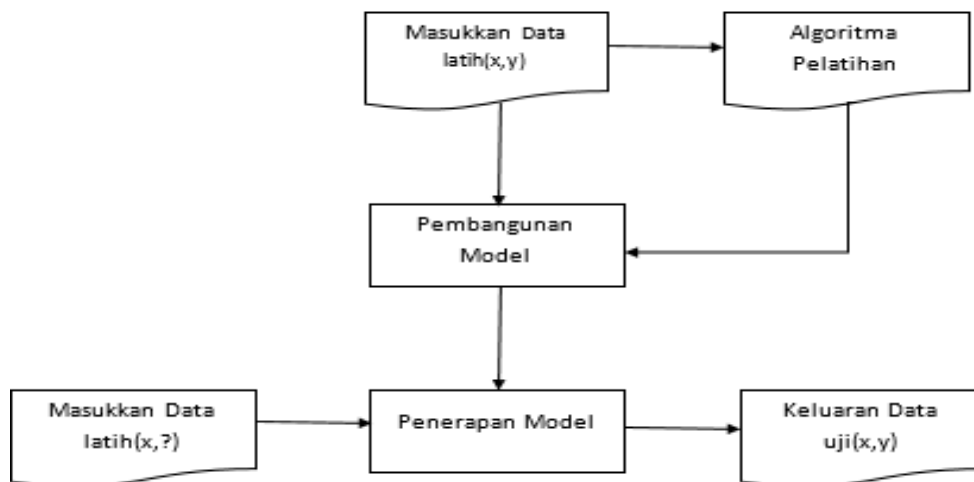 Masukkan Data
latih(x,y)
Algoritma
Pelatihan
Pembangunan
Model
Masukkan Data
latih(x,?)
Penerapan Model
Keluaran Data
uji(x,y)